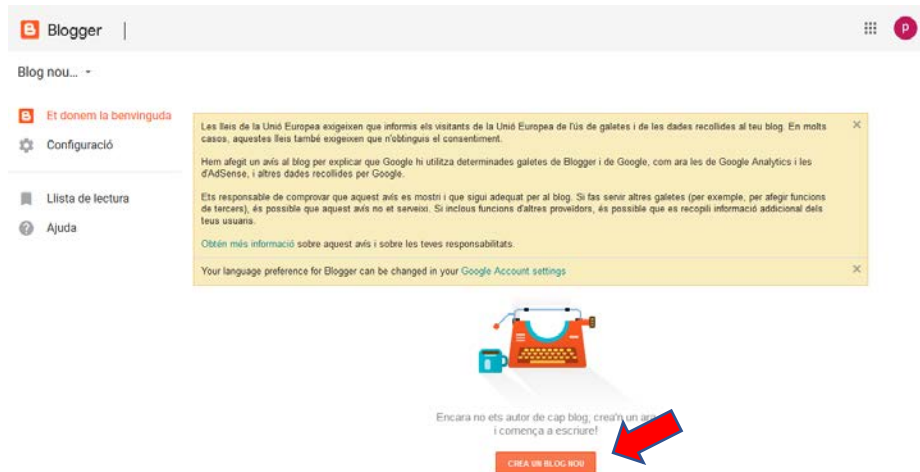 Blogger
P
Blog nou...
Et donem la benvinguda
Configuració
Llista de lectura
Ajuda
Les lleis de la Unió Europea exigeixen que informis els visitants de la Unió Europea de l'ús de galetes i de les dades recollides al teu blog. En molts
casos, aquestes lleis també exigeixen que n'obtinguis el consentiment.
Hem afegit un avís al blog per explicar que Google hi utilitza determinades galetes de Blogger i de Google, com ara les de Google Analytics i les
d'AdSense, i altres dades recollides per Google.
Ets responsable de comprovar que aquest avís es mostri i que sigui adequat per al blog. Si fas servir altres galetes (per exemple, per afegir funcions
de tercers), és possible que aquest avís no et serveixi. Si inclous funcions d'altres proveïdors, és possible que es recopili informació addicional dels
teus usuaris.
Obtén més informació sobre aquest avís i sobre les teves responsabilitats.
Your language preference for Blogger can be changed in your Google Account settings
Encara no ets autor de cap blog; crea'n un ara
i comença a escriure!
CREA UN BLOG NOU